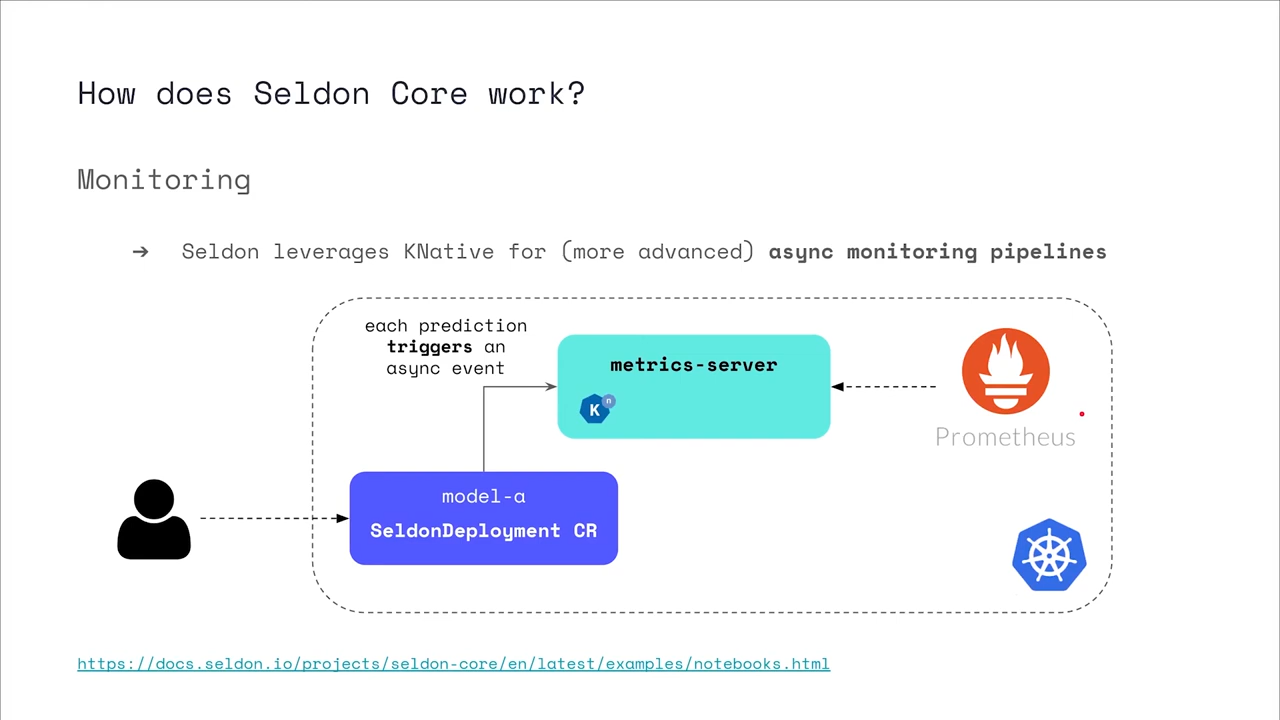 How does Seldon Core work?
Monitoring
➔ Seldon leverages KNative for (more advanced) async monitoring pipelines
each prediction
triggers an
async event
metrics-server
K n
Prometheus
model-a
SeldonDeployment CR
https://docs.seldon.io/projects/seldon-core/en/latest/examples/notebooks.html